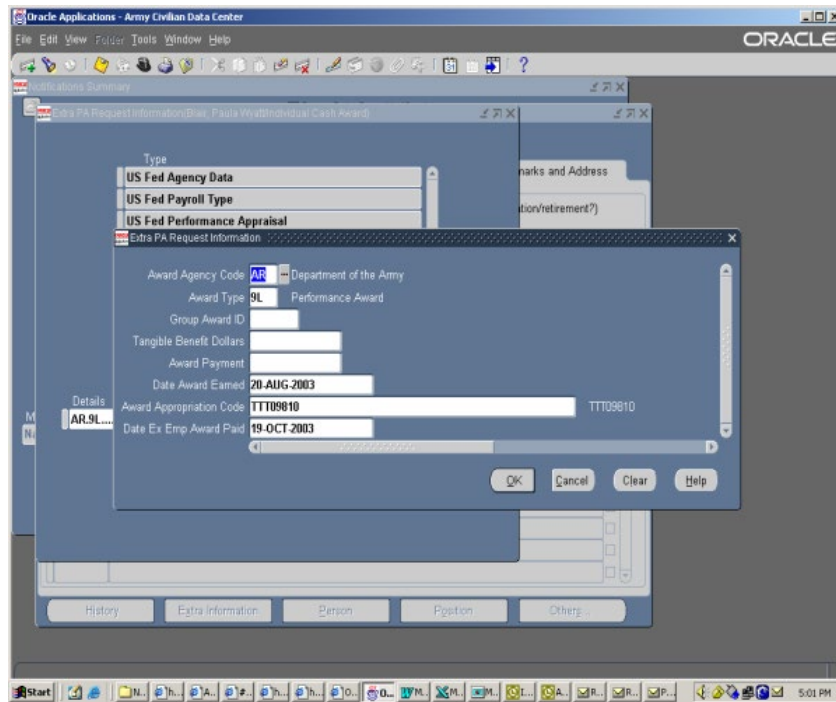 Oracle Applications - Army Civilian Data Center
File Edit View Folder Tools Window Help
ORACLE
Notifications Summary
Extra PA Request Information(Blair, Paula Wyatt/Individual Cash Award)
Type
US Fed Agency Data
US Fed Payroll Type
US Fed Performance Appraisal
marks and Address
tion/retirement?)
Extra PA Request Information
Award Agency Code AR Department of the Army
Award Type 9L Performance Award
Group Award ID
Tangible Benefit Dollars
Award Payment
Date Award Earned 20-AUG-2003
Award Appropriation Code TTT09810 TTT09810
Date Ex Emp Award Paid 19-OCT-2003
Details
AR.9L....
M
OK Cancel Clear Help
History Extra Information Person Position Others...
Start N.. h.. A.. #.. h.. h.. O.. O... M.. M.. M.. I... A.. R.. R.. P... 5:01 PM